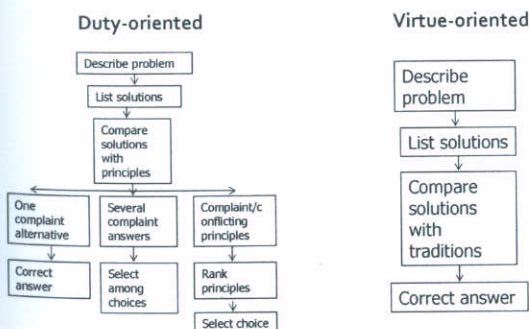 Duty-oriented
Describe problem
List solutions
Compare
solutions
with
principles
One
complaint
alternative
Several
complaint
answers
Complaint/c
onflicting
principles
Correct
answer
Select
among
choices
Rank
principles
Select choice
Virtue-oriented
Describe
problem
List solutions
Compare
solutions
with
traditions
Correct answer